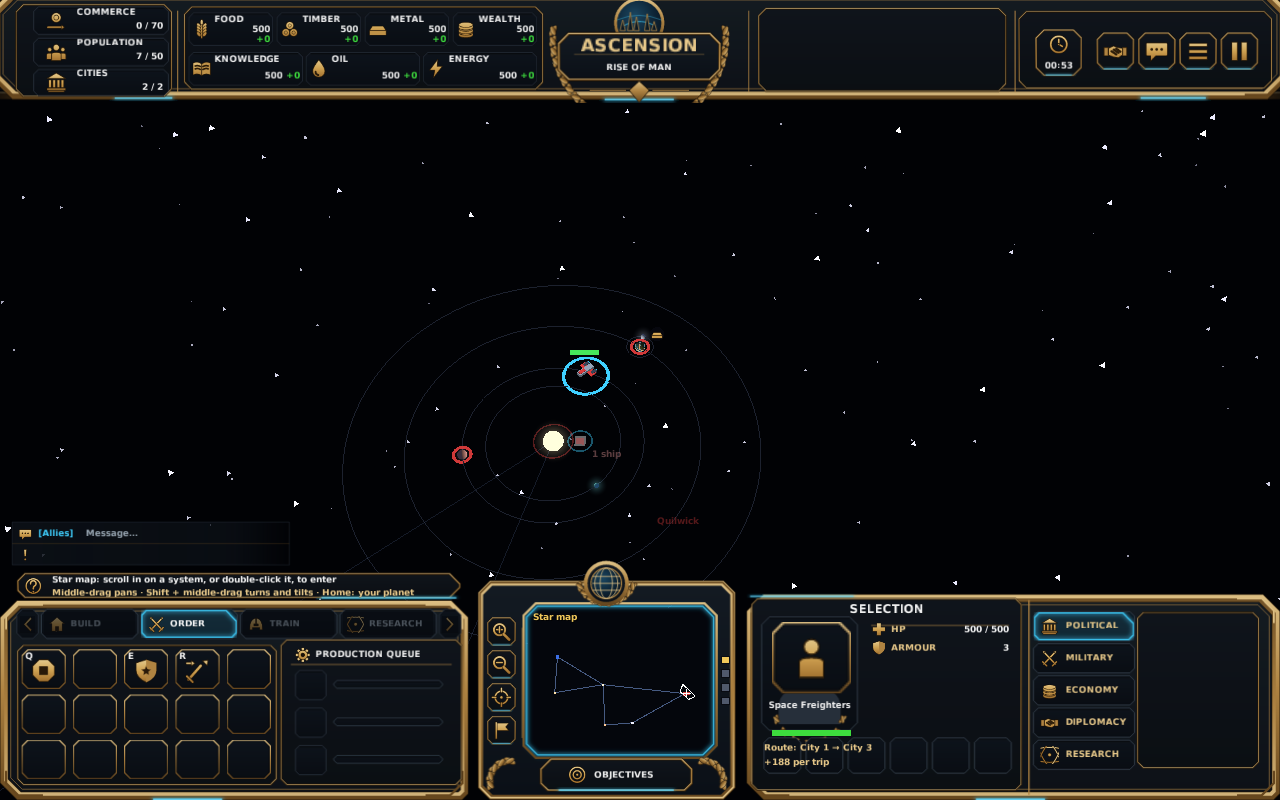 COMMERCE
0 / 70
POPULATION
7 / 50
CITIES
2 / 2
FOOD
500
+0
TIMBER
500
+0
METAL
500
+0
WEALTH
500
+0
KNOWLEDGE
500 +0
OIL
500 +0
ENERGY
500 +0
ASCENSION
RISE OF MAN
00:53
1 ship
Quilwick
[Allies] Message...
!
Star map: scroll in on a system, or double-click it, to enter
Middle-drag pans · Shift + middle-drag turns and tilts · Home: your planet
BUILD
ORDER
TRAIN
RESEARCH
Q
E
R
PRODUCTION QUEUE
Star map
OBJECTIVES
SELECTION
HP 500 / 500
ARMOUR 3
Space Freighters
Route: City 1 → City 3
+188 per trip
POLITICAL
MILITARY
ECONOMY
DIPLOMACY
RESEARCH